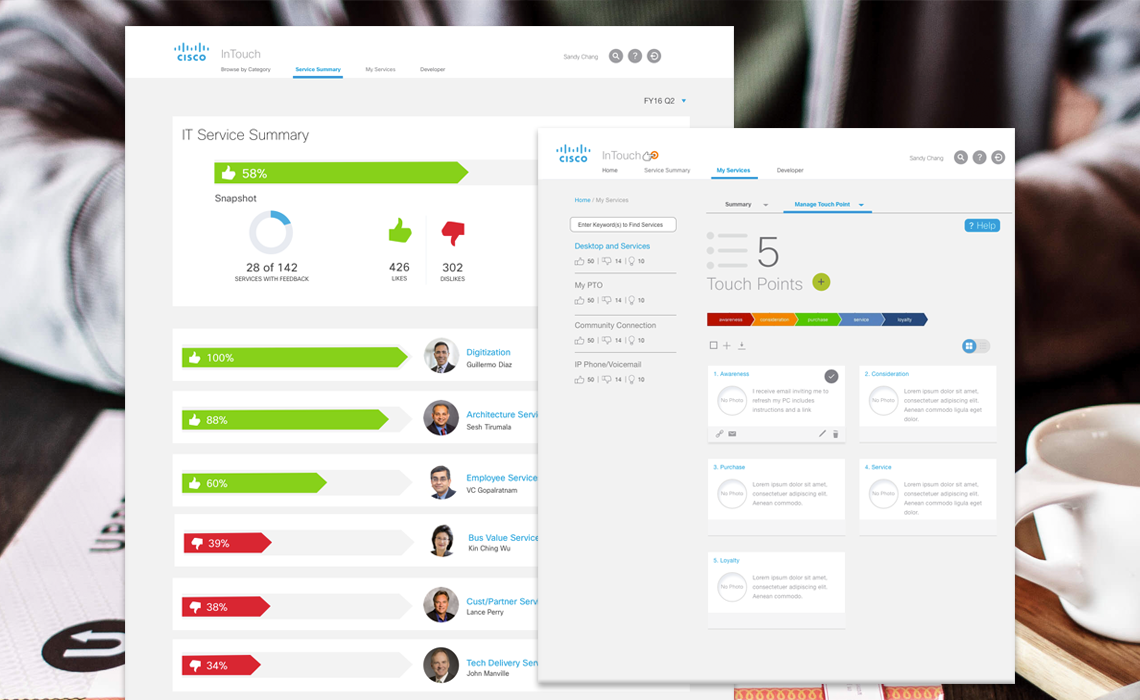 CISCO
InTouch
Browse by Category
Service Summary
My Services
Developer
Sandy Chang
?
FY16 Q2
IT Service Summary
58%
Snapshot
28 of 142
SERVICES WITH FEEDBACK
426
LIKES
302
DISLIKES
100%
Digitization
Guillermo Diaz
88%
Architecture Servi
Sesh Tirumala
60%
Employee Service
VC Gopalratnam
39%
Bus Value Service
Kin Ching Wu
38%
Cust/Partner Serv
Lance Perry
34%
Tech Delivery Ser
John Manville
CISCO
InTouch
Home
Service Summary
My Services
Developer
Sandy Chang
?
Home / My Services
Enter Keyword(s) to Find Services
Desktop and Services
50 | 14 | 10
My PTO
50 | 14 | 10
Community Connection
50 | 14 | 10
IP Phone/Voicemail
50 | 14 | 10
Summary
Manage Touch Point
? Help
5
Touch Points
awareness
consideration
purchase
service
loyalty
1. Awareness
No Photo
I receive email inviting me to
refresh my PC includes
instructions and a link
2. Consideration
No Photo
Lorem ipsum dolor sit amet,
consectetuer adipiscing elit.
Aenean commodo ligula eget
dolor.
3. Purchase
No Photo
Lorem ipsum dolor sit amet,
consectetuer adipiscing elit.
Aenean commodo.
4. Service
No Photo
Lorem ipsum dolor sit amet,
consectetuer adipiscing elit.
Aenean commodo ligula eget
dolor.
5. Loyalty
No Photo
Lorem ipsum dolor sit amet,
consectetuer adipiscing elit.
Aenean commodo.